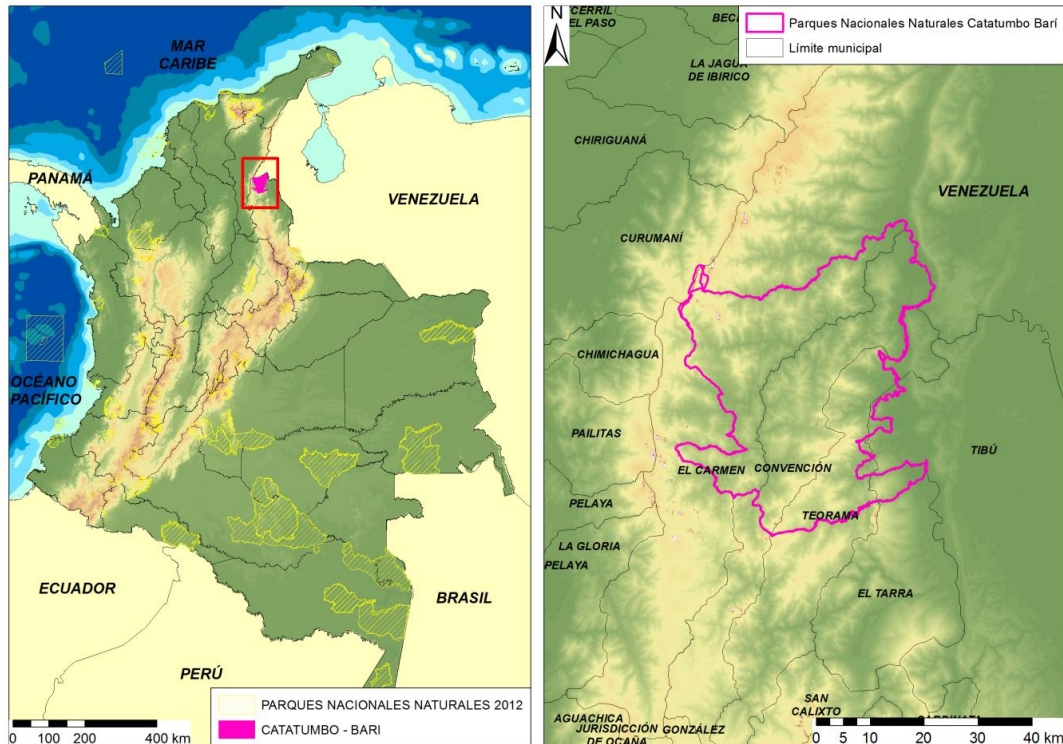 MAR
CARIBE
PANAMÁ
VENEZUELA
OCÉANO
PACÍFICO
ECUADOR
BRASIL
PERÚ
PARQUES NACIONALES NATURALES 2012
CATATUMBO - BARI
0 100 200 400 km
N
Parques Nacionales Naturales Catatumbo Barí
Límite municipal
EL PASO
LA JAGUA
DE IBIRICO
CHIRIGUANÁ
VENEZUELA
CURUMANÍ
CHIMICHAGUA
PAILITAS
TIBÚ
EL CARMEN
CONVENCIÓN
PELAYA
TEORAMA
LA GLORIA
PELAYA
EL TARRA
SAN
CALIXTO
AGUACHICA
JURISDICCIÓN
DE OCAÑA
GONZÁLEZ
0 5 10 20 30 40 km